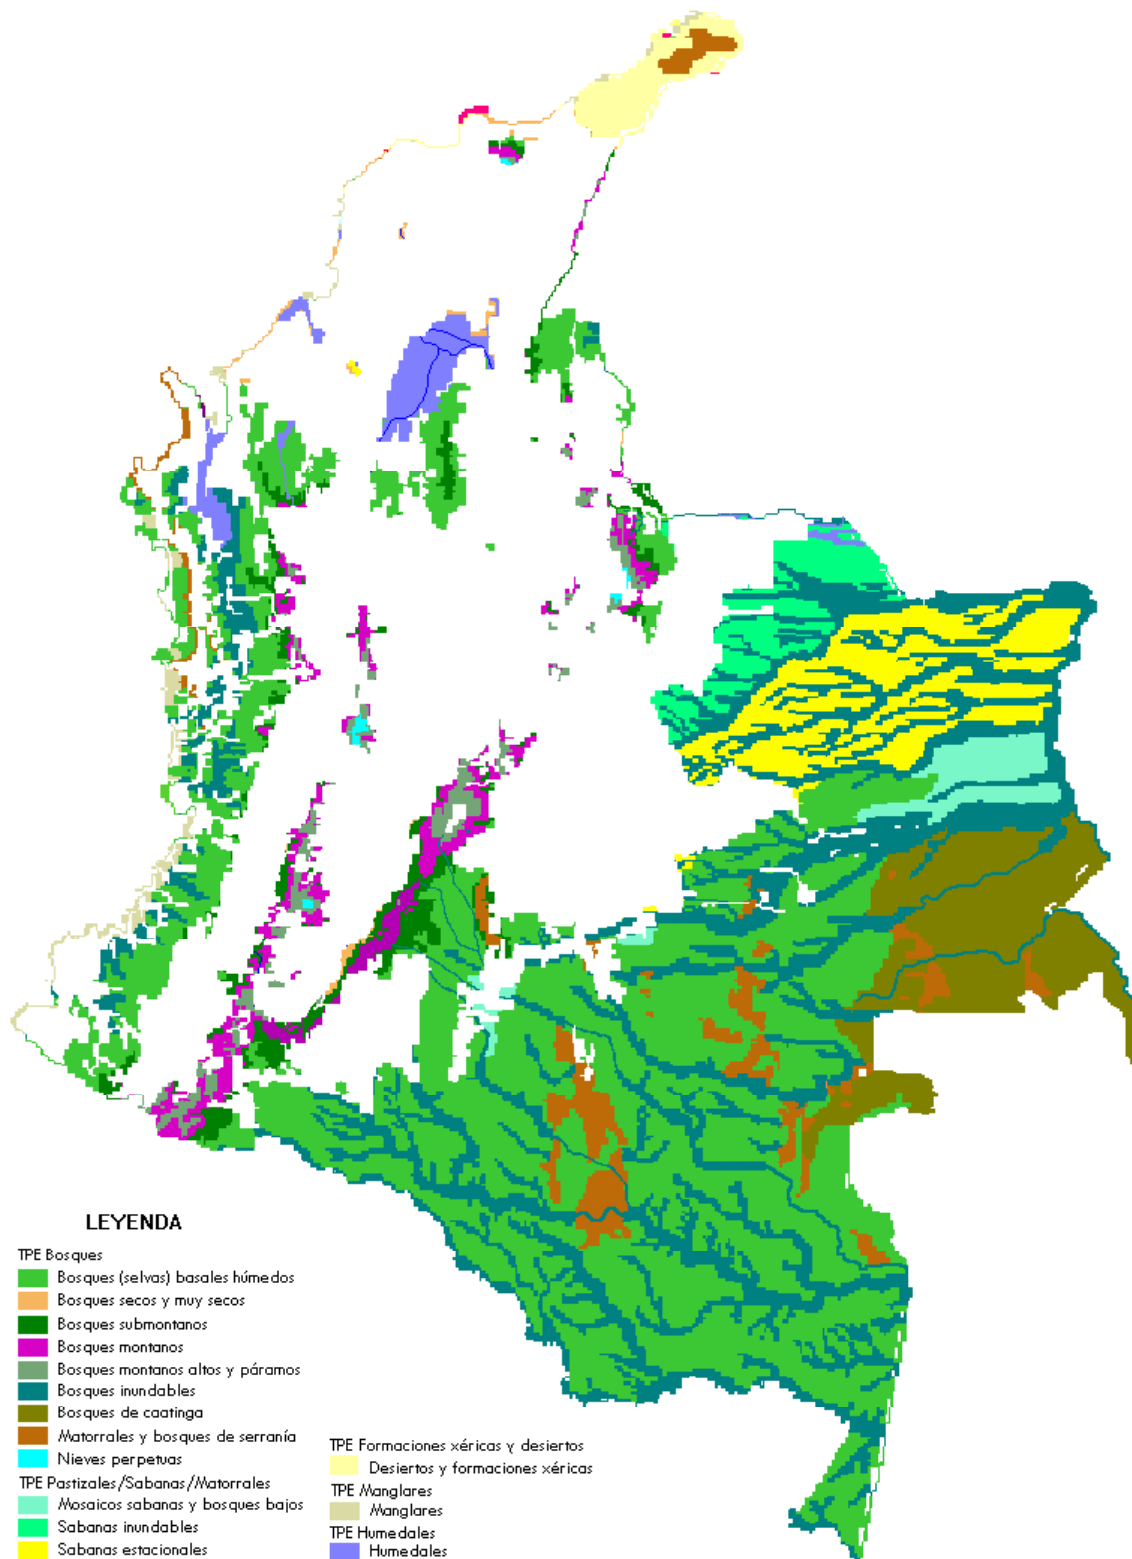 LEYENDA
TPE Bosques
Bosques (selvas) basales húmedos
Bosques secos y muy secos
Bosques submontanos
Bosques montanos
Bosques montanos altos y páramos
Bosques inundables
Bosques de caatinga
Matorrales y bosques de serranía
Nieves perpetuas
TPE Pastizales/Sabanas/Matorrales
Mosaicos sabanas y bosques bajos
Sabanas inundables
Sabanas estacionales
TPE Formaciones xéricas y desiertos
Desiertos y formaciones xéricas
TPE Manglares
Manglares
TPE Humedales
Humedales